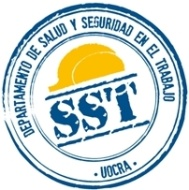 DEPARTAMENTO DE SALUD Y SEGURIDAD EN EL TRABAJO
SST
· UOCRA ·